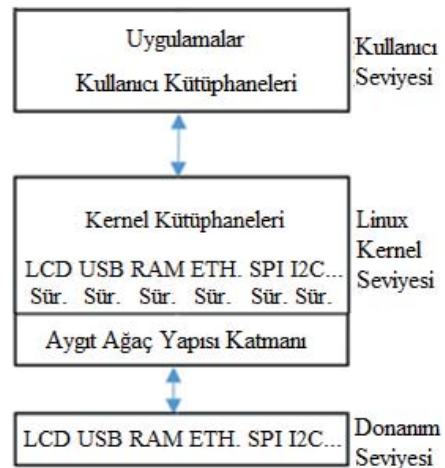 Uygulamalar
Kullanıcı Kütüphaneleri
Kullanıcı
Seviyesi
Kernel Kütüphaneleri
LCD USB RAM ETH. SPI I2C...
Sür. Sür. Sür. Sür. Sür. Sür.
Aygıt Ağaç Yapısı Katmanı
Linux
Kernel
Seviyesi
LCD USB RAM ETH. SPI I2C...
Donanım
Seviyesi